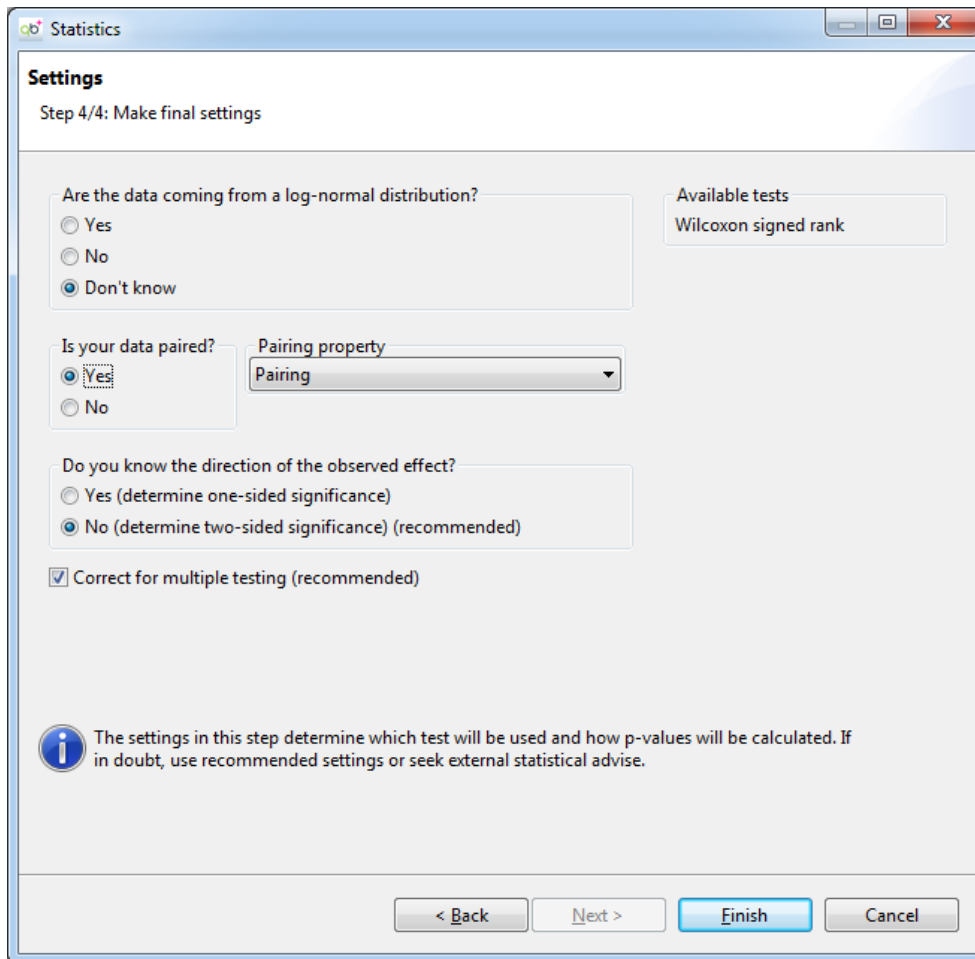 qb+ Statistics
Settings
Step 4/4: Make final settings
Are the data coming from a log-normal distribution?
Yes
No
Don't know
Available tests
Wilcoxon signed rank
Is your data paired?
Yes
No
Pairing property
Pairing
Do you know the direction of the observed effect?
Yes (determine one-sided significance)
No (determine two-sided significance) (recommended)
Correct for multiple testing (recommended)
The settings in this step determine which test will be used and how p-values will be calculated. If
in doubt, use recommended settings or seek external statistical advise.
< Back
Next >
Finish
Cancel